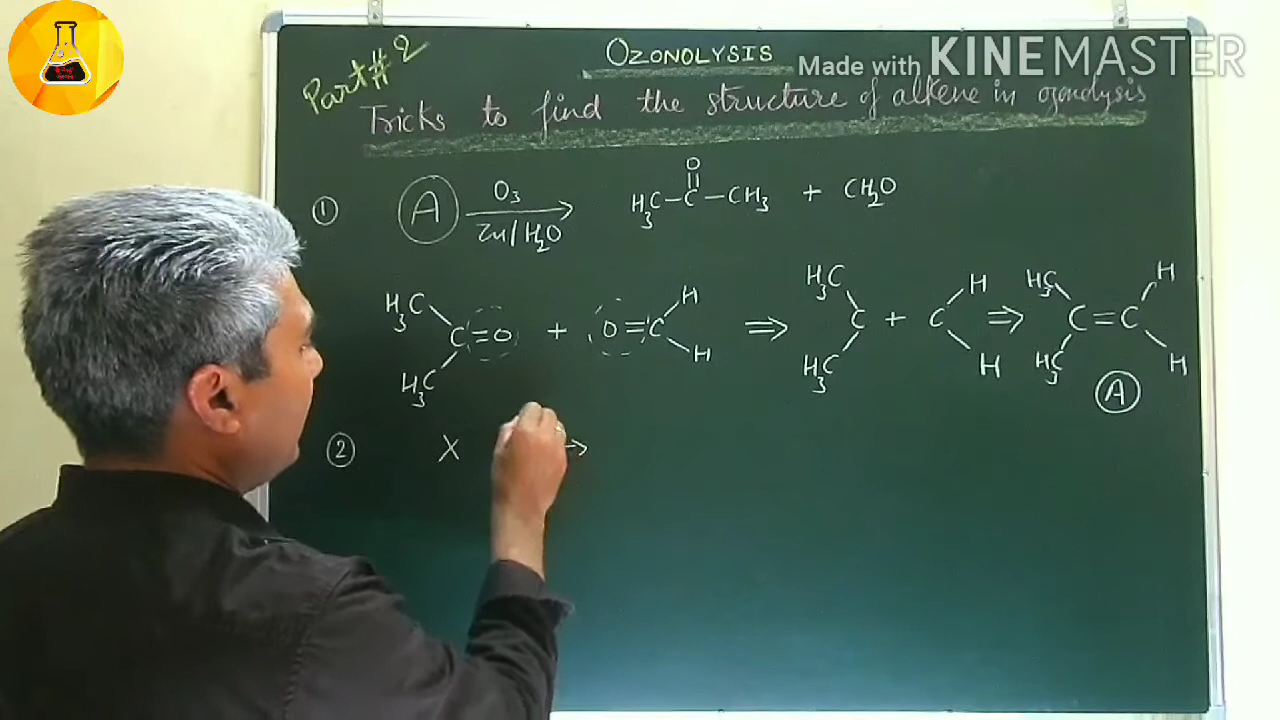 Part#2
OZONOLYSIS
Made with KINEMASTER
Tricks to find the structure of alkene in ozonolysis
① A O₃ Zn/H₂O → H₃C–C(=O)–CH₃ + CH₂O
H₃C H₃C C=O + O=C H H ⇒ H₃C H₃C C + C H H ⇒ H₃C H₃C C=C H H
A
② X →